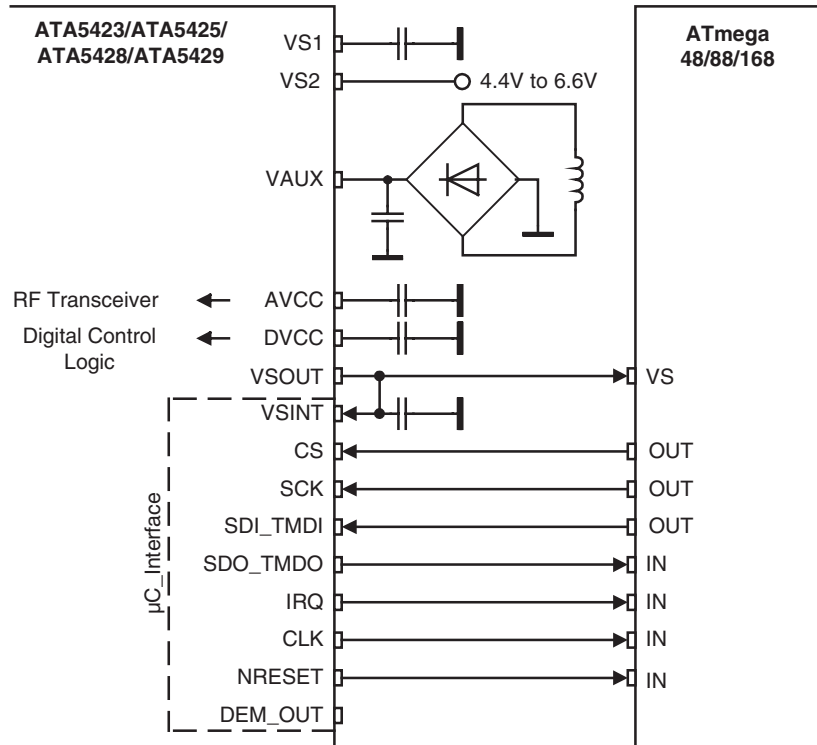 ATA5423/ATA5425/
ATA5428/ATA5429
ATmega
48/88/168
VS1
VS2
4.4V to 6.6V
VAUX
RF Transceiver
AVCC
Digital Control
Logic
DVCC
VSOUT
VS
VSINT
CS
OUT
SCK
OUT
SDI_TMDI
OUT
SDO_TMDO
IN
IRQ
IN
CLK
IN
NRESET
IN
DEM_OUT
µC_Interface